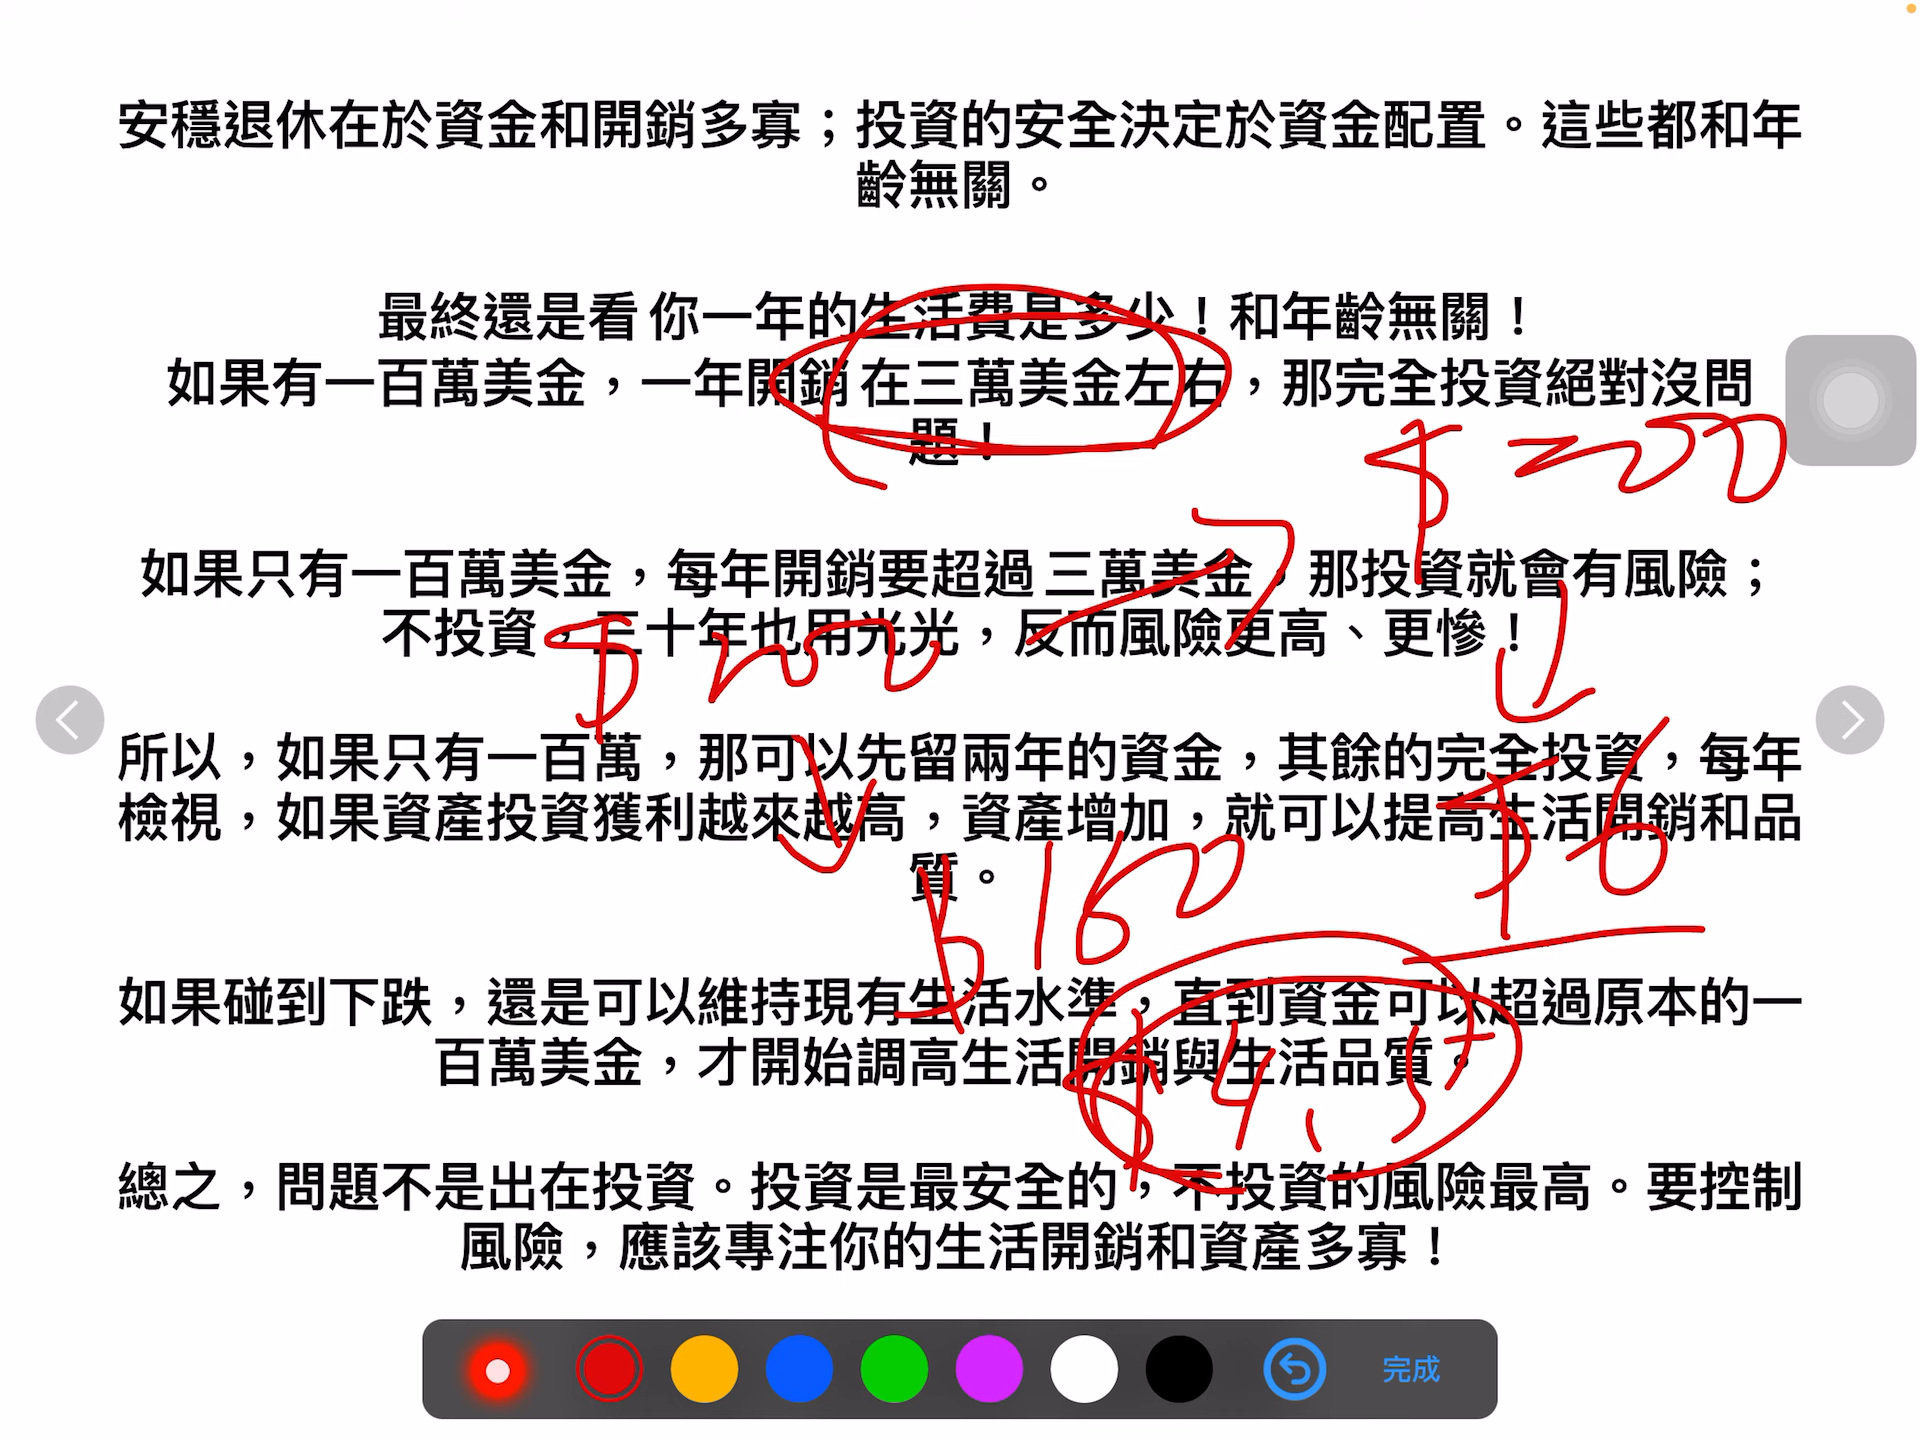 安穩退休在於資金和開銷多寡；投資的安全決定於資金配置。這些都和年
齡無關。
最終還是看你一年的生活費是多少！和年齡無關！
如果有一百萬美金，一年開銷在三萬美金左右，那完全投資絕對沒問
題！
$200
如果只有一百萬美金，每年開銷要超過三萬美金，那投資就會有風險；
不投資，三十年也用光光，反而風險更高、更慘！
$200
所以，如果只有一百萬，那可以先留兩年的資金，其餘的完全投資，每年
檢視，如果資產投資獲利越來越高，資產增加，就可以提高生活開銷和品
質。
$6
$160
如果碰到下跌，還是可以維持現有生活水準，直到資金可以超過原本的一
百萬美金，才開始調高生活開銷與生活品質。
總之，問題不是出在投資。投資是最安全的，不投資的風險最高。要控制
風險，應該專注你的生活開銷和資產多寡！
完成